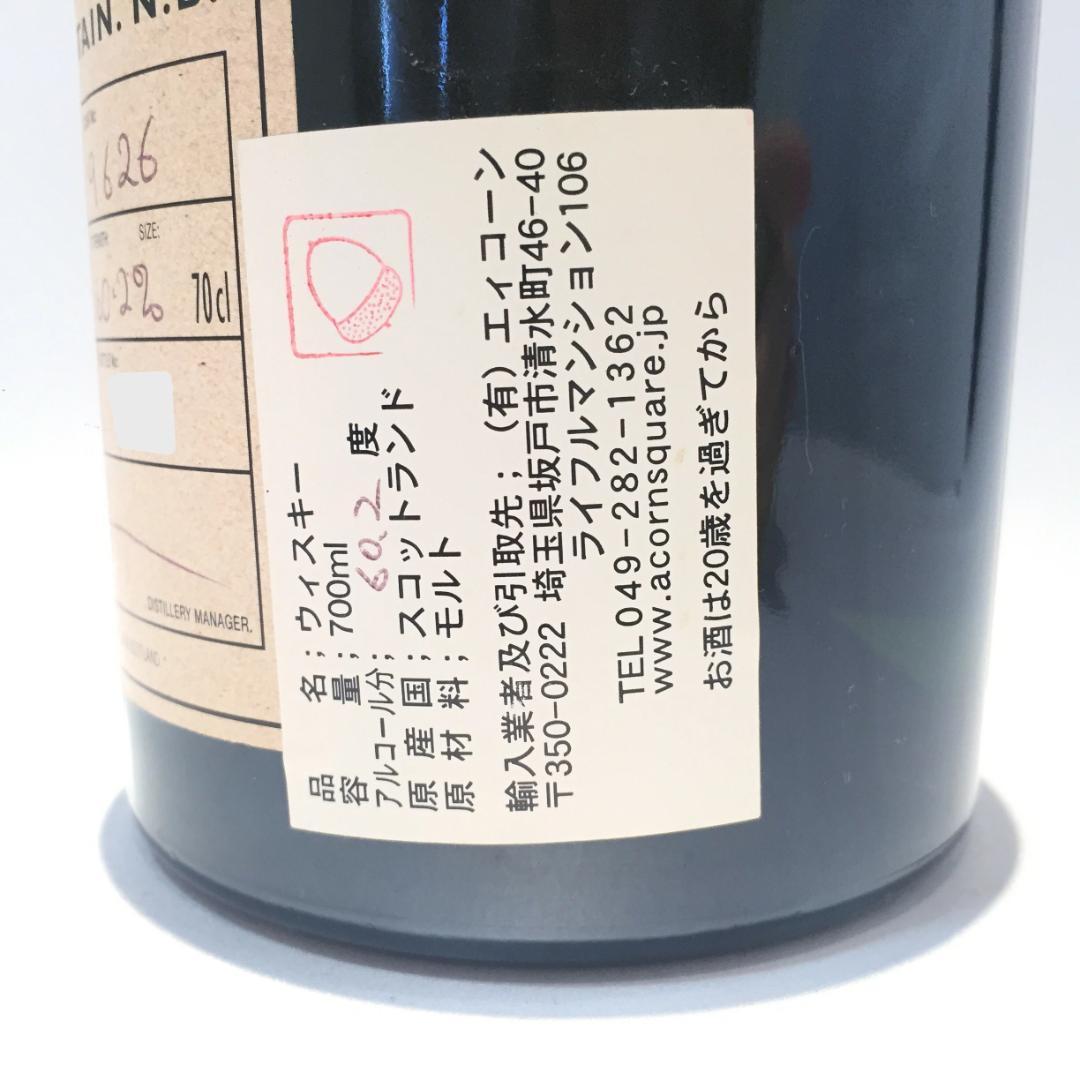 TAIN. N.B.
9626
STRENGTH
SIZE:
60.2%
70cl
DISTILLERY MANAGER.
品名;ウィスキー
容量;700ml
アルコール分; 60.2 度
原産国;スコットランド
原材料;モルト
輸入業者及び引取先;(有)エィコーン
〒350-0222 埼玉県坂戸市清水町46-40
ライフルマンション106
TEL049-282-1362
www.acornsquare.jp
お酒は20歳を過ぎてから